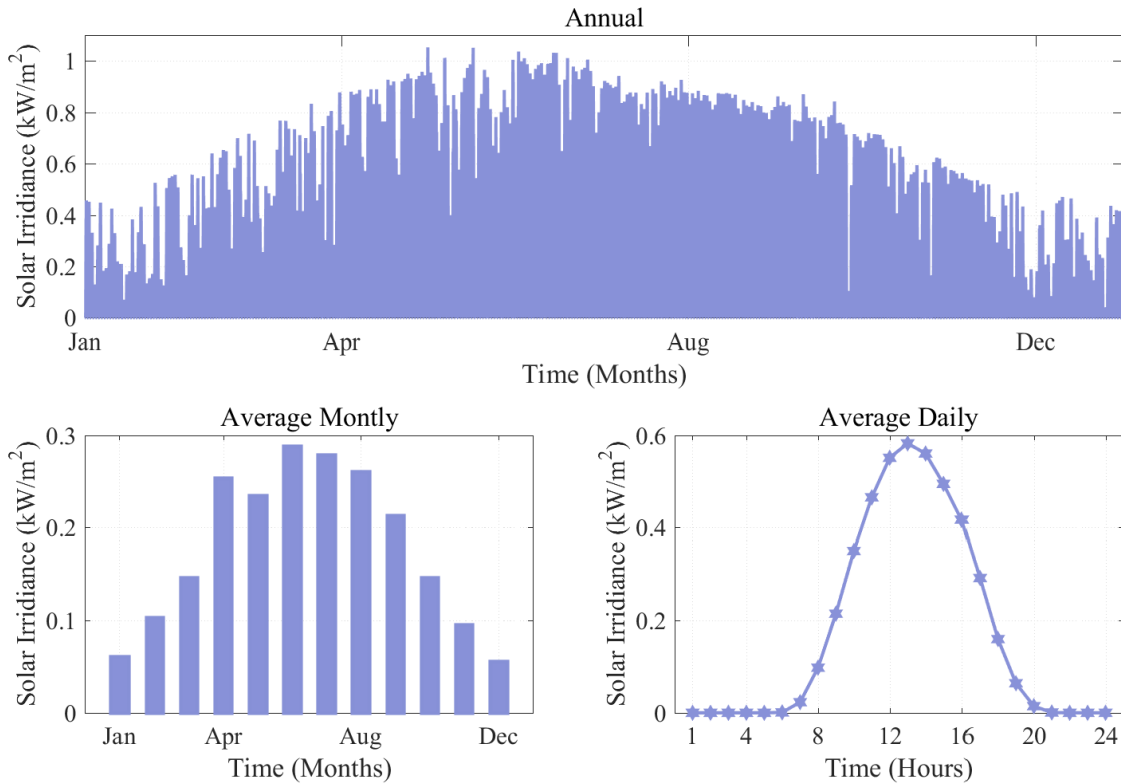 Annual
Solar Irridiance (kW/m²)
1
0.8
0.6
0.4
0.2
0
Jan Apr Aug Dec
Time (Months)
Average Montly
Solar Irridiance (kW/m²)
0.3
0.2
0.1
0
Jan Apr Aug Dec
Time (Months)
Average Daily
Solar Irridiance (kW/m²)
0.6
0.4
0.2
0
1 4 8 12 16 20 24
Time (Hours)